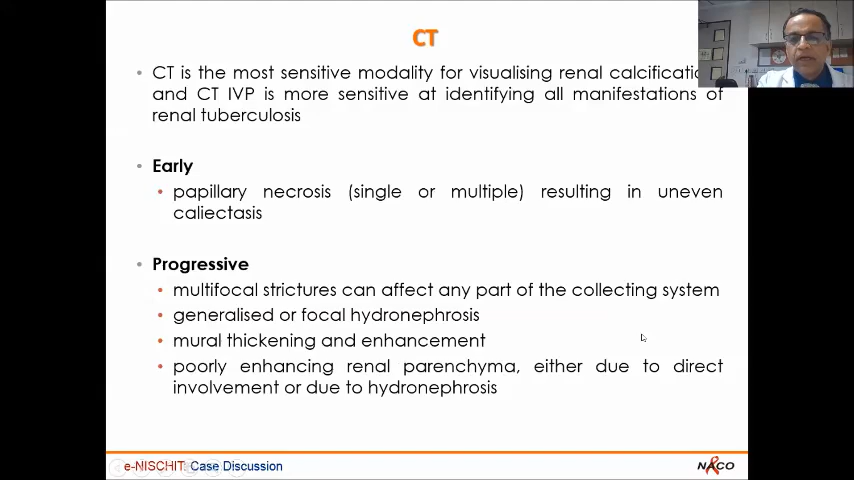 CT
• CT is the most sensitive modality for visualising renal
and CT IVP is more sensitive at identifying all manifestations of
renal tuberculosis
• Early
• papillary necrosis (single or multiple) resulting in uneven
caliectasis
• Progressive
• multifocal strictures can affect any part of the collecting system
• generalised or focal hydronephrosis
• mural thickening and enhancement
• poorly enhancing renal parenchyma, either due to direct
involvement or due to hydronephrosis
e-NISCHIT: Case Discussion
NACO